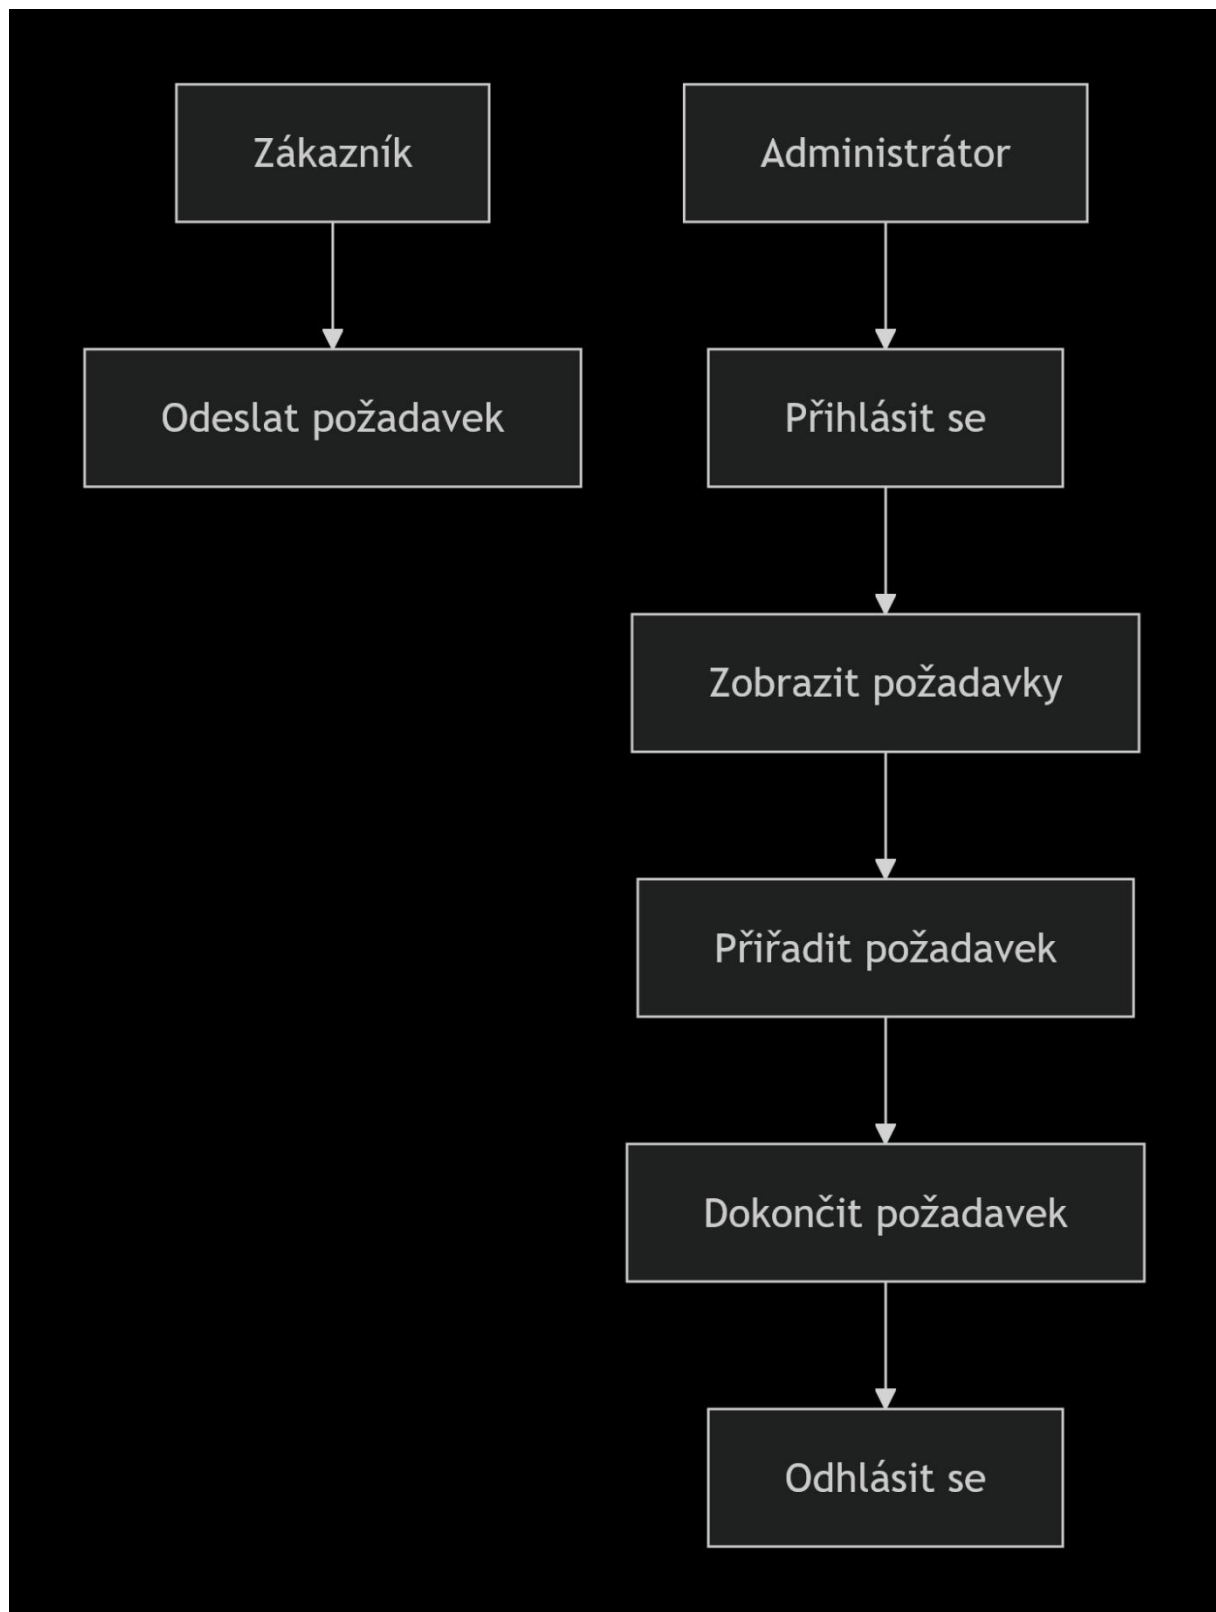 Zákazník
Administrátor
Odeslat požadavek
Přihlásit se
Zobrazit požadavky
Přiřadit požadavek
Dokončit požadavek
Odhlásit se